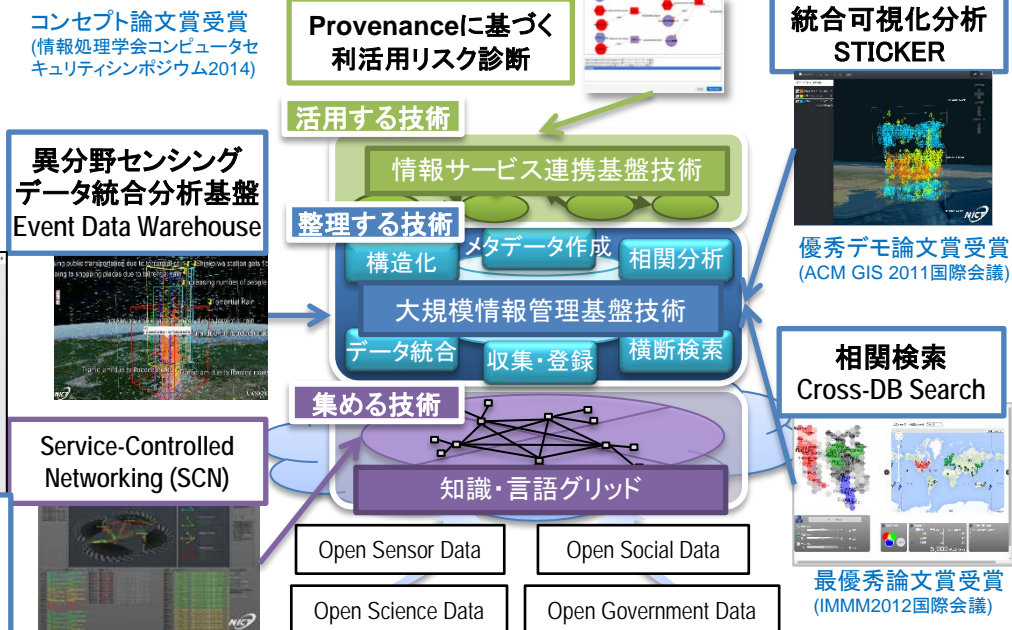 コンセプト論文賞受賞
(情報処理学会コンピュータセ
キュリティシンポジウム2014)
Provenanceに基づく
利活用リスク診断
統合可視化分析
STICKER
活用する技術
情報サービス連携基盤技術
異分野センシング
データ統合分析基盤
Event Data Warehouse
整理する技術
構造化
メタデータ作成
相関分析
大規模情報管理基盤技術
データ統合
収集・登録
横断検索
NICT
優秀デモ論文賞受賞
(ACM GIS 2011国際会議)
Torrential Rain
NICT
相関検索
Cross-DB Search
集める技術
知識・言語グリッド
Service-Controlled
Networking (SCN)
NICT
Open Sensor Data
Open Social Data
Open Science Data
Open Government Data
5,000
最優秀論文賞受賞
(IMMM2012国際会議)